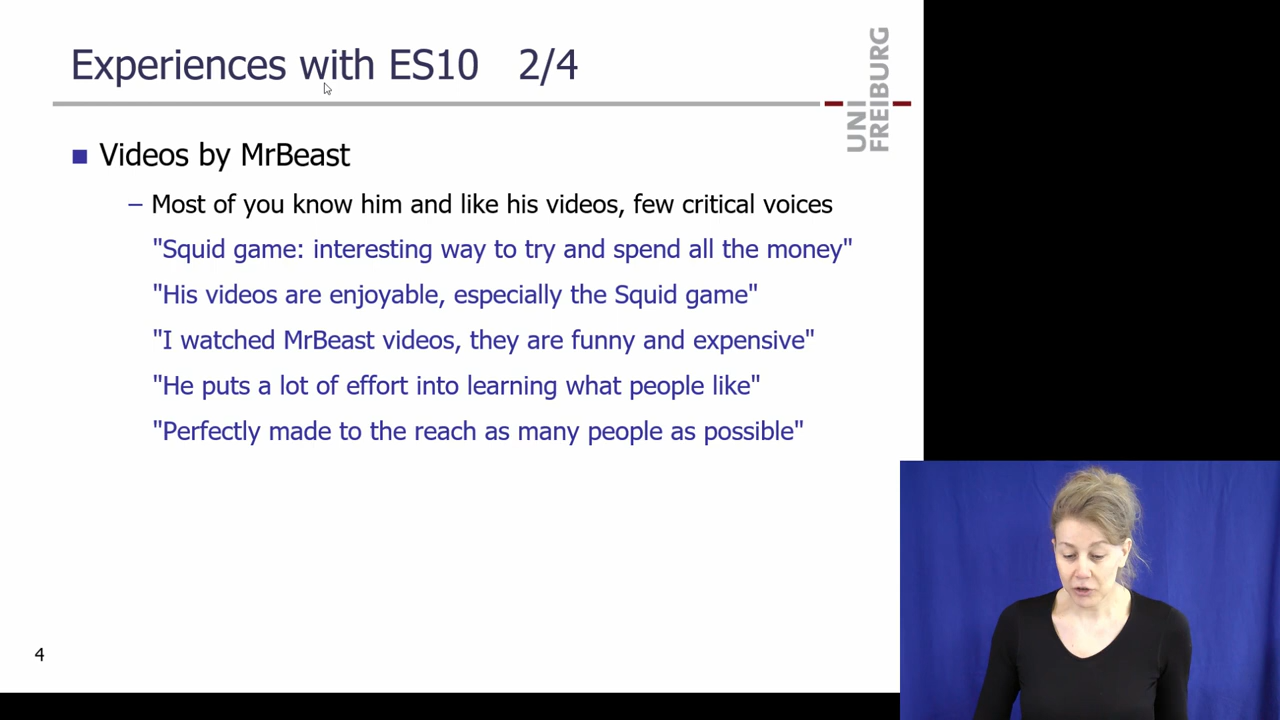 Experiences with ES10 2/4
UNI
FREIBURG
Videos by MrBeast
– Most of you know him and like his videos, few critical voices
"Squid game: interesting way to try and spend all the money"
"His videos are enjoyable, especially the Squid game"
"I watched MrBeast videos, they are funny and expensive"
"He puts a lot of effort into learning what people like"
"Perfectly made to the reach as many people as possible"
4